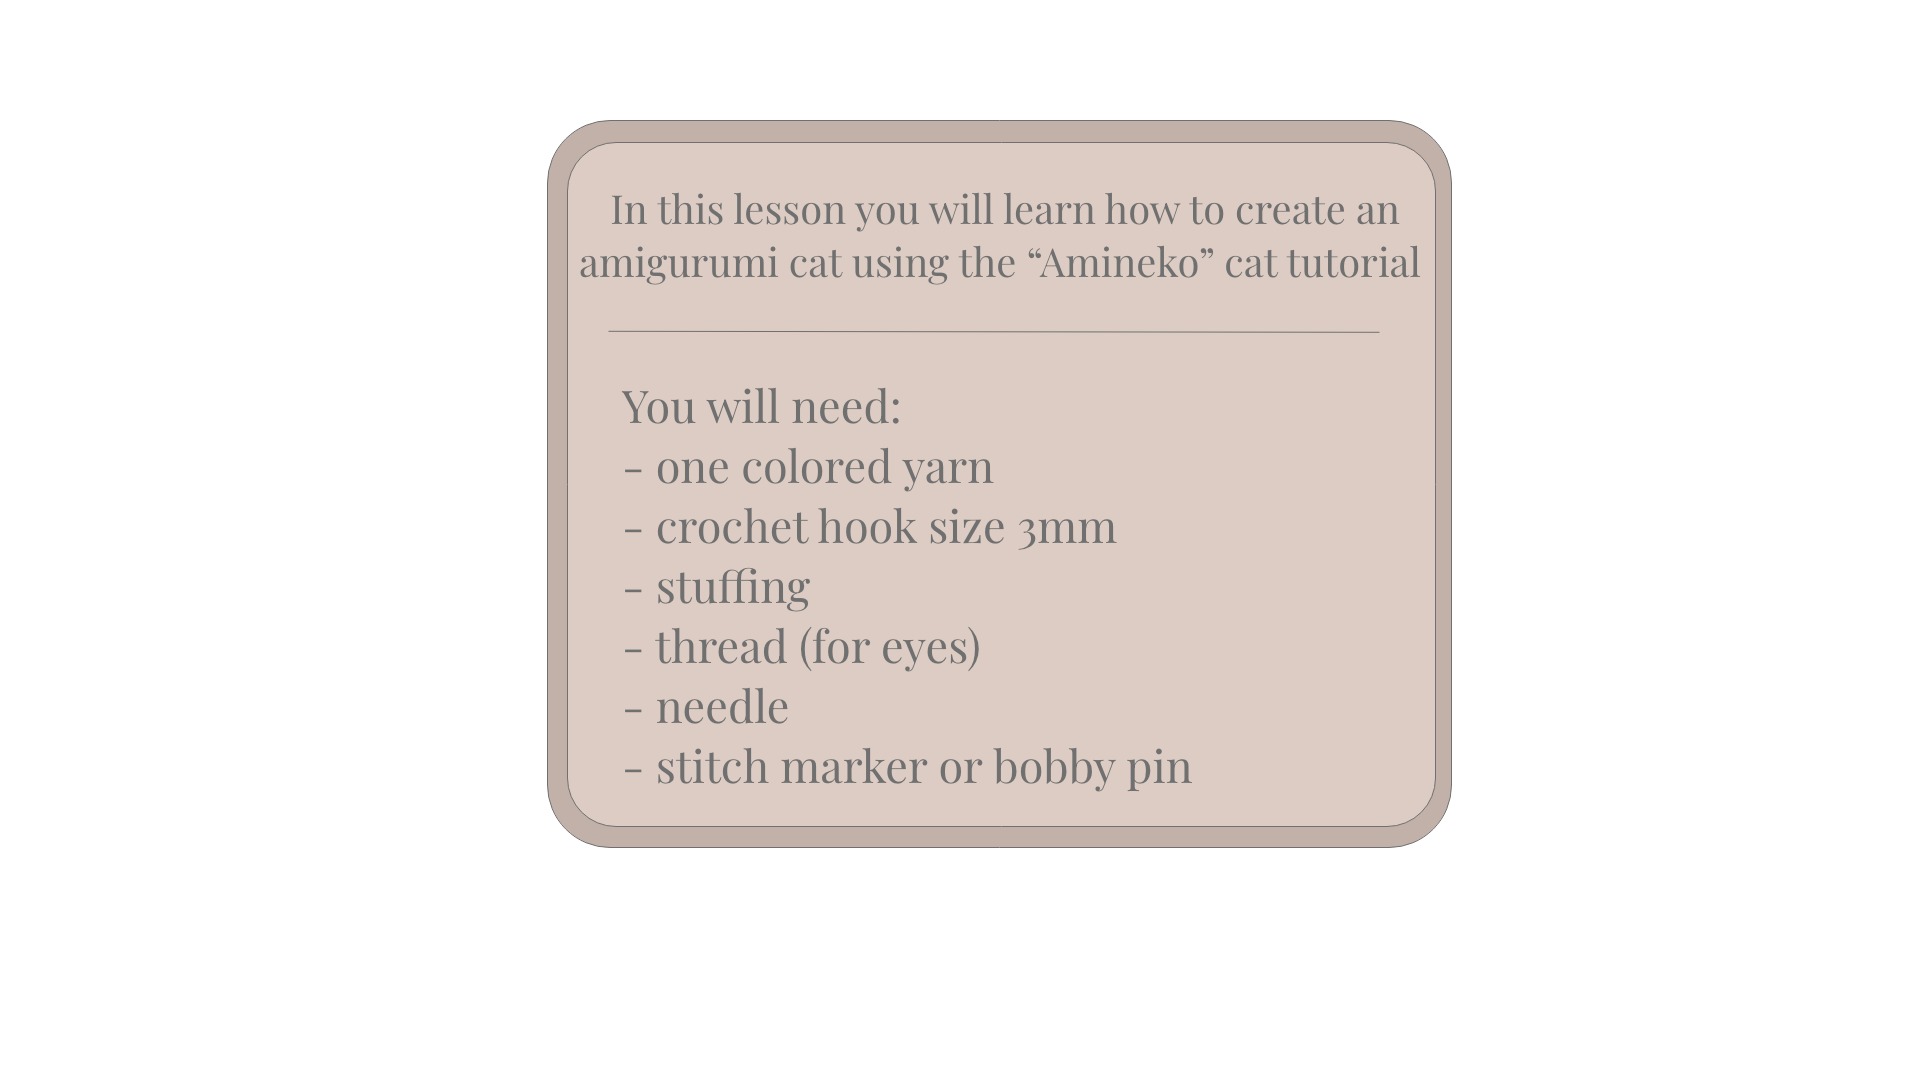 In this lesson you will learn how to create an
amigurumi cat using the “Amineko” cat tutorial
You will need:
- one colored yarn
- crochet hook size 3mm
- stuffing
- thread (for eyes)
- needle
- stitch marker or bobby pin